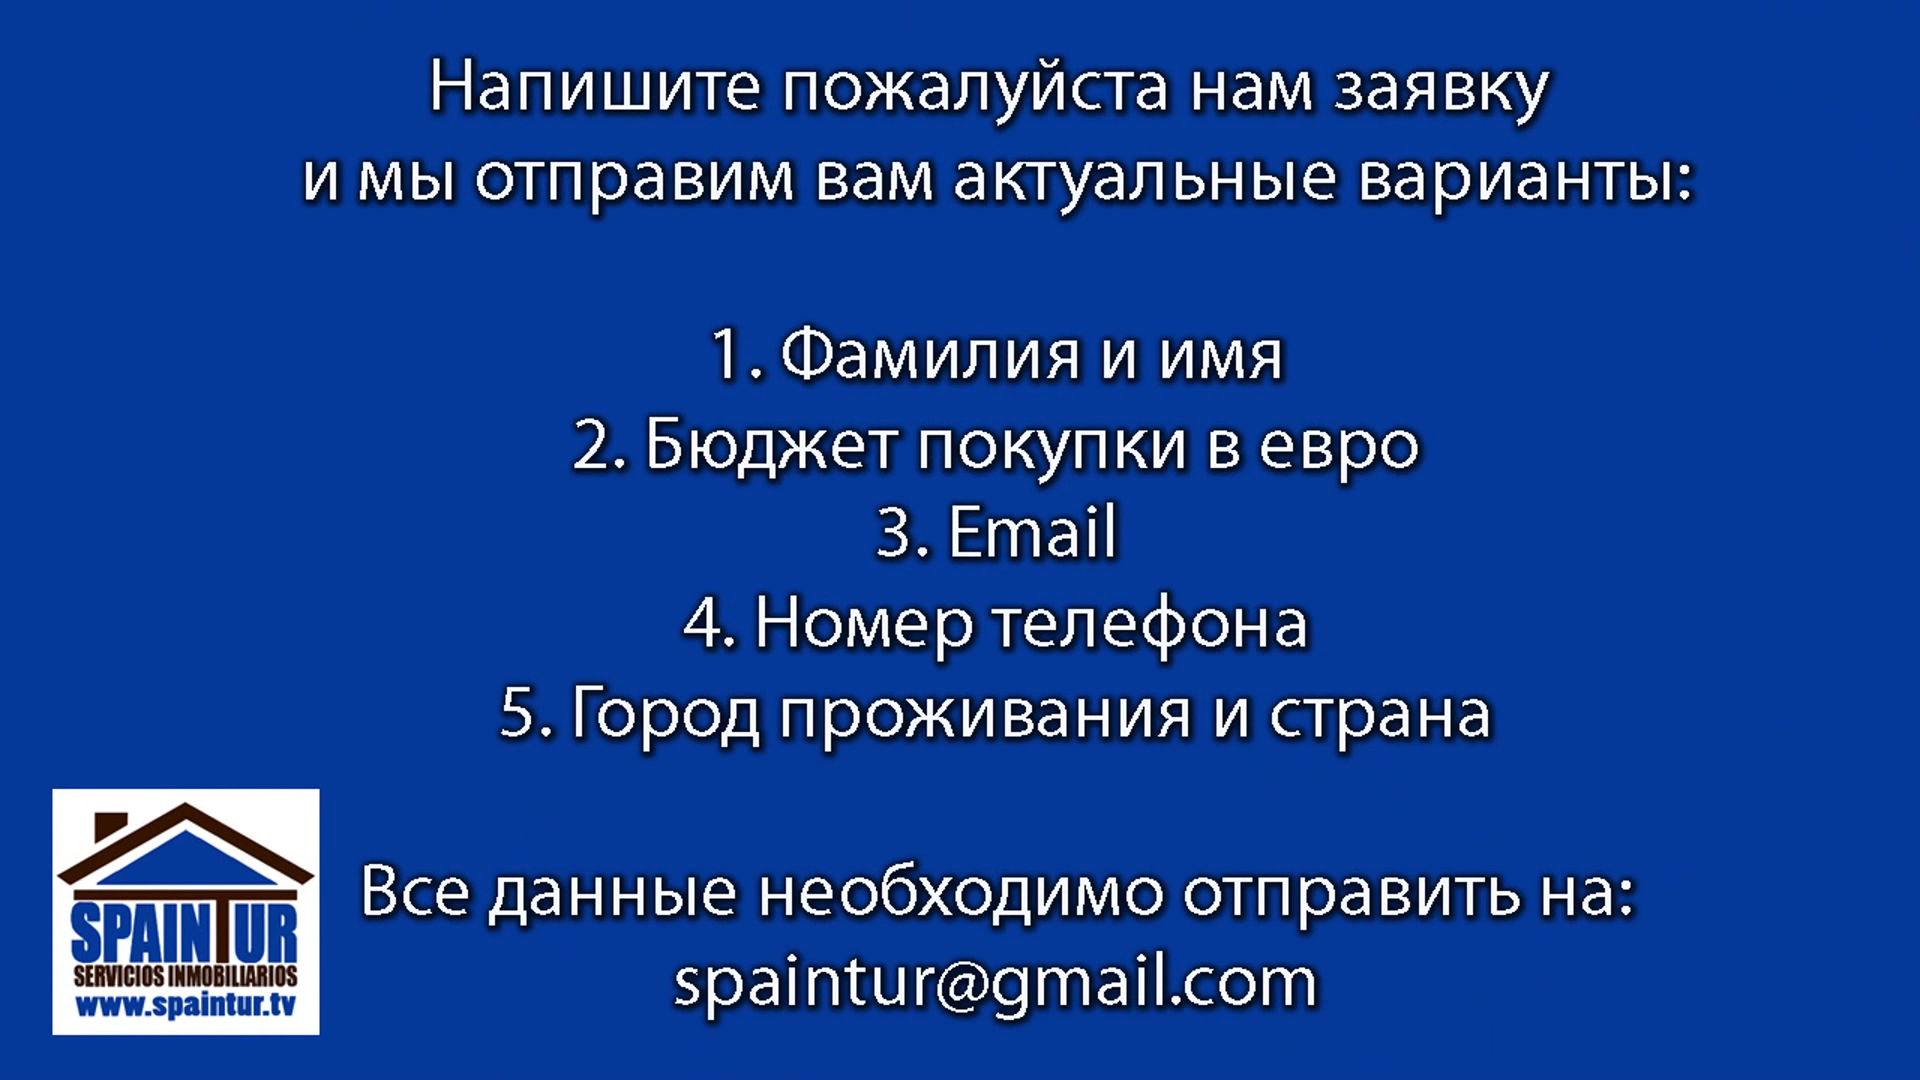 Напишите пожалуйста нам заявку
и мы отправим вам актуальные варианты:
1. Фамилия и имя
2. Бюджет покупки в евро
3. Email
4. Номер телефона
5. Город проживания и страна
Все данные необходимо отправить на:
spaintur@gmail.com
SPAINTUR
SERVICIOS INMOBILIARIOS
www.spaintur.tv